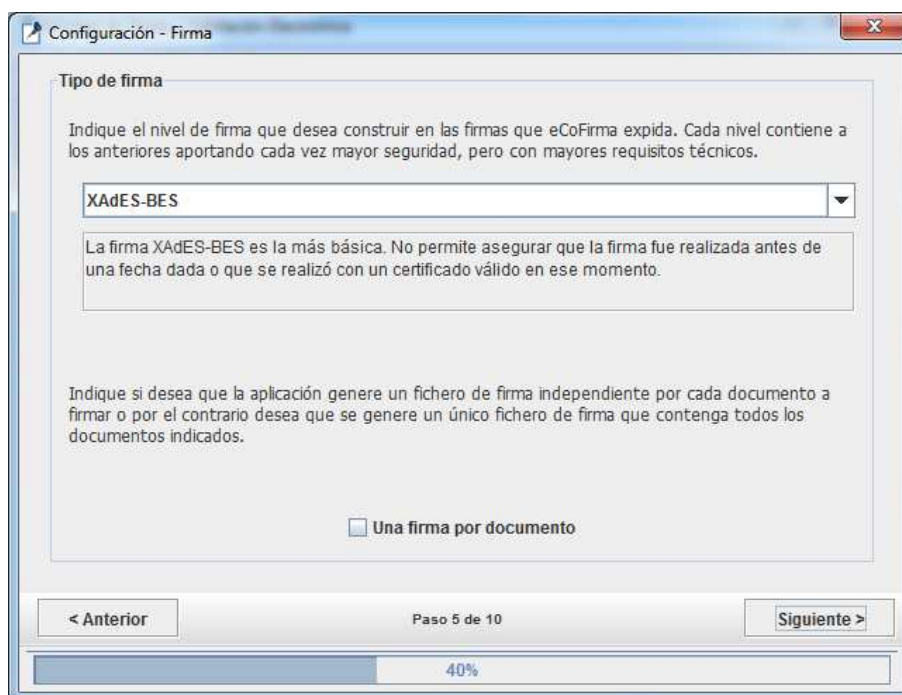 Configuración - Firma
Tipo de firma
Indique el nivel de firma que desea construir en las firmas que eCoFirma expida. Cada nivel contiene a
los anteriores aportando cada vez mayor seguridad, pero con mayores requisitos técnicos.
XAdES-BES
La firma XAdES-BES es la más básica. No permite asegurar que la firma fue realizada antes de
una fecha dada o que se realizó con un certificado válido en ese momento.
Indique si desea que la aplicación genere un fichero de firma independiente por cada documento a
firmar o por el contrario desea que se genere un único fichero de firma que contenga todos los
documentos indicados.
Una firma por documento
< Anterior
Paso 5 de 10
Siguiente >
40%